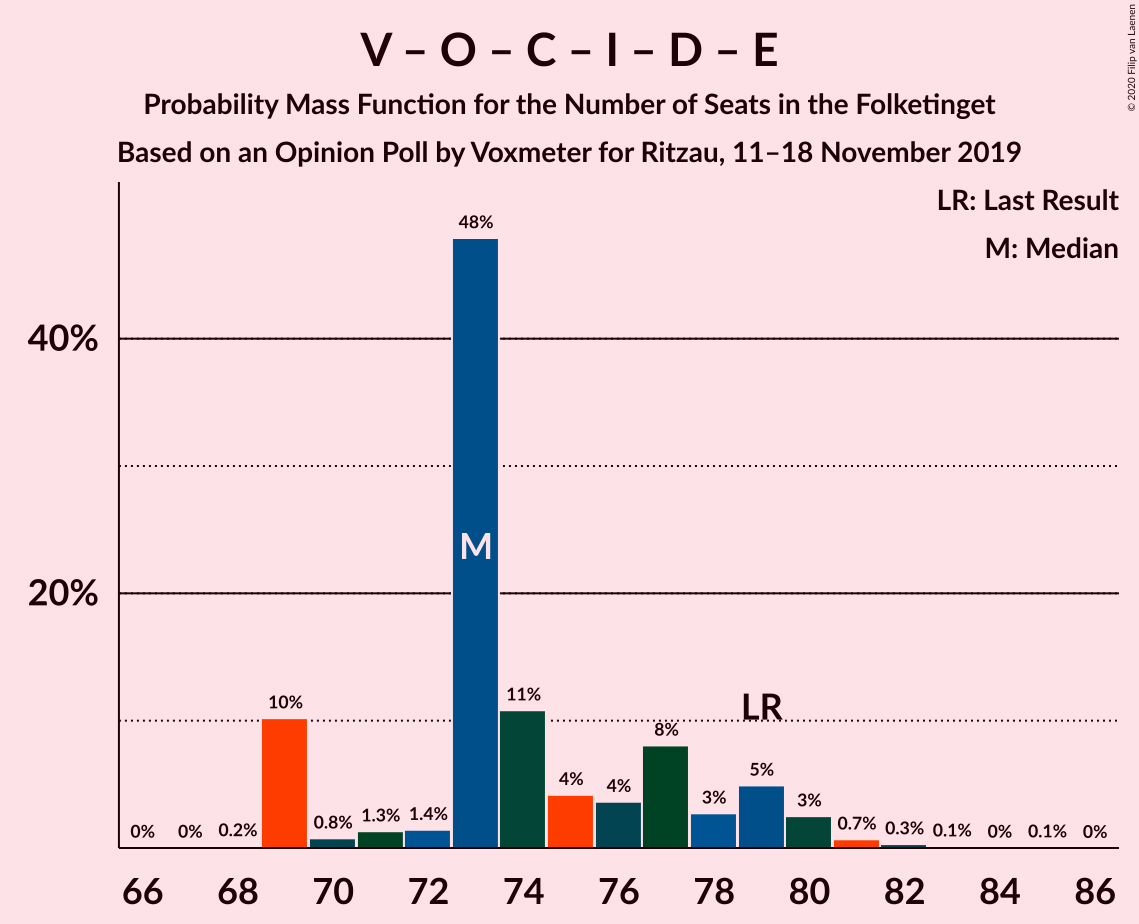 V – O – C – I – D – E
Probability Mass Function for the Number of Seats in the Folketinget
Based on an Opinion Poll by Voxmeter for Ritzau, 11–18 November 2019
© 2020 Filip van Laenen
LR: Last Result
M: Median
48%
40%
M
20%
LR
10%
11%
8%
5%
4%
4%
3%
3%
0%
0%
0.2%
0.8%
1.3%
1.4%
0.7%
0.3%
0.1%
0%
0.1%
0%
66 68 70 72 74 76 78 80 82 84 86